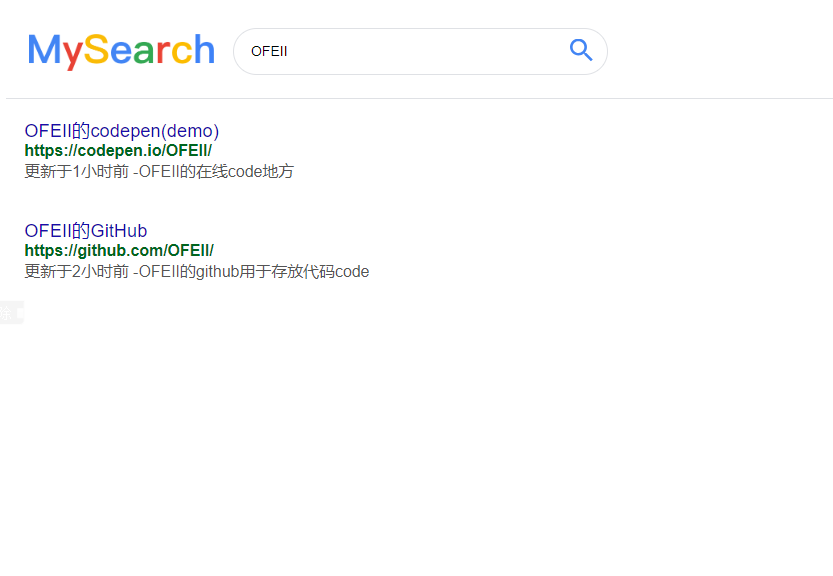 MySearch
OFEII
OFEII的codepen(demo)
https://codepen.io/OFEII/
更新于1小时前 -OFEII的在线code地方
OFEII的GitHub
https://github.com/OFEII/
更新于2小时前 -OFEII的github用于存放代码code